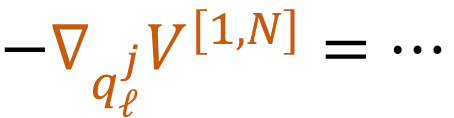 −∇_{q_ℓ^j} V^{[1,N]} = ⋯